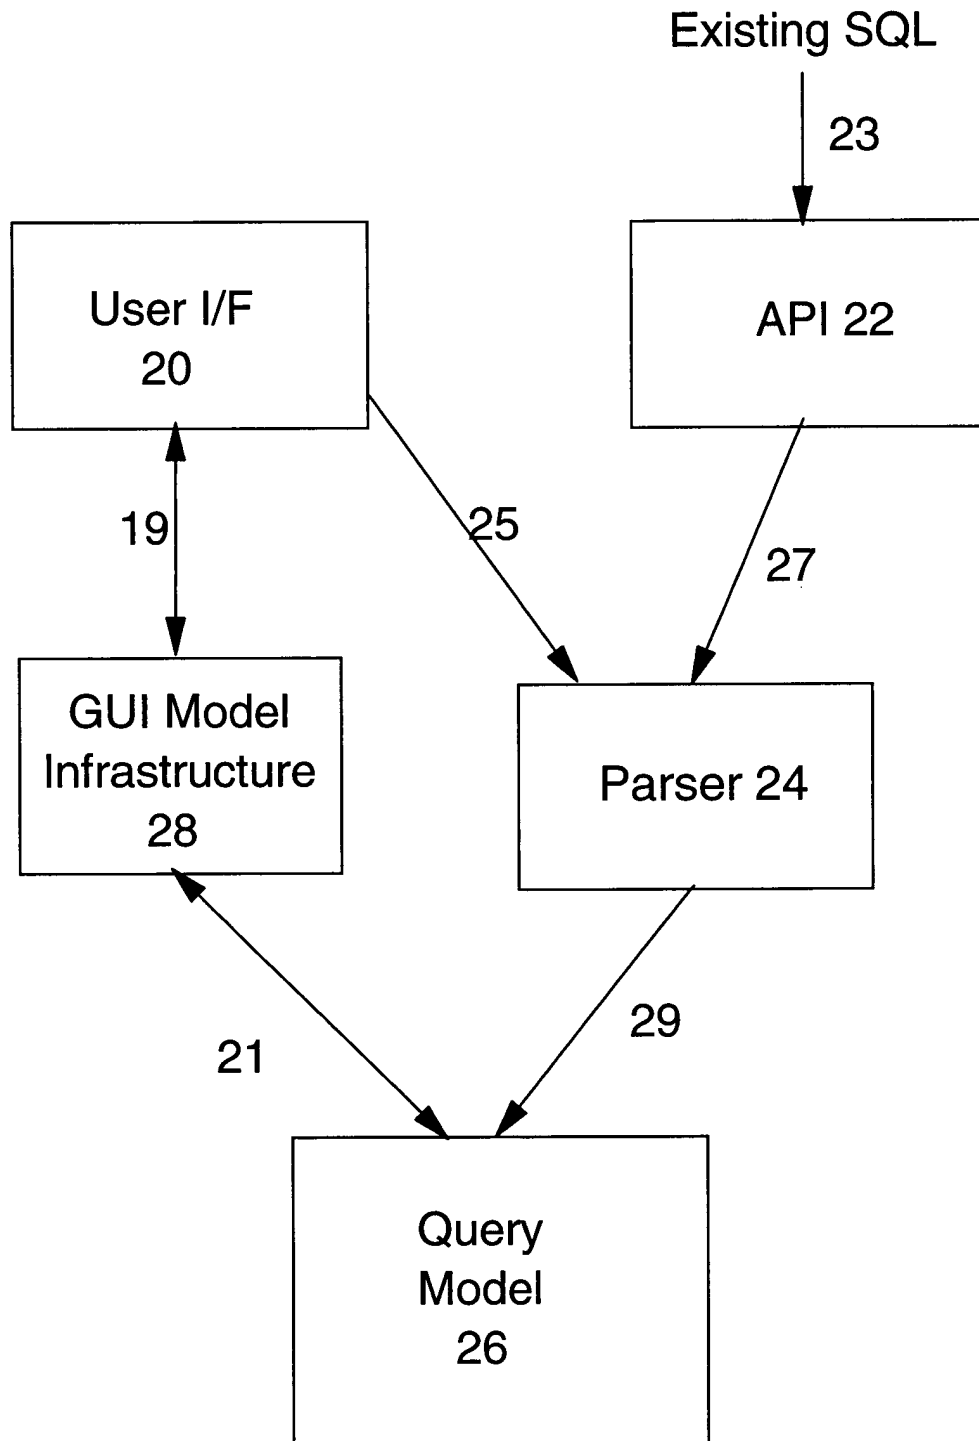 Existing SQL
23
User I/F
20
API 22
19
25
27
GUI Model
Infrastructure
28
Parser 24
21
29
Query
Model
26